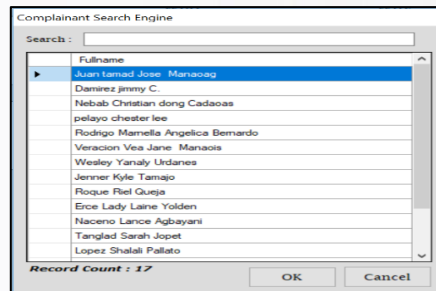 Complainant Search Engine
Search :
Fullname
Juan tamad Jose Manaoag
Damirez jimmy C.
Nebab Christian dong Cadaoas
pelayo chester lee
Rodrigo Mamella Angelica Bernardo
Veracion Vea Jane Manaois
Wesley Yanaly Urdanes
Jenner Kyle Tamajo
Roque Riel Queja
Erce Lady Laine Yolden
Naceno Lance Agbayani
Tanglad Sarah Jopet
Lopez Shalali Pallato
Record Count : 17
OK Cancel